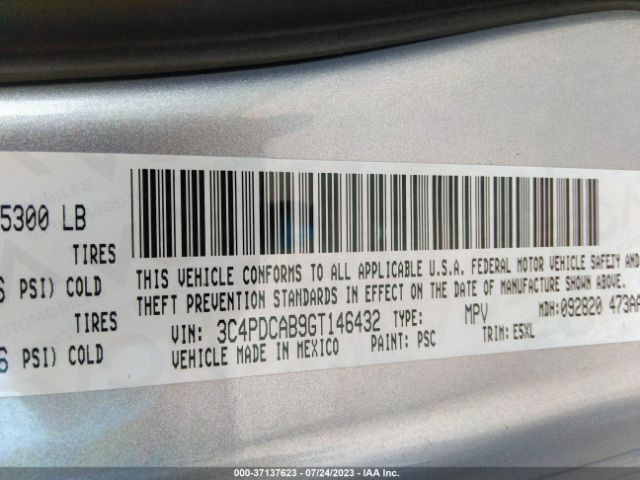 5300 LB
TIRES
PSI) COLD
TIRES
PSI) COLD
THIS VEHICLE CONFORMS TO ALL APPLICABLE U.S.A. FEDERAL MOTOR VEHICLE SAFETY AND
THEFT PREVENTION STANDARDS IN EFFECT ON THE DATE OF MANUFACTURE SHOWN ABOVE.
VIN: 3C4PDCAB9GT146432 TYPE: MPV MDH:092820 473AA
VEHICLE MADE IN MEXICO PAINT: PSC TRIM: E5XL
000-37137623 | 07/24/2023 | IAA Inc.